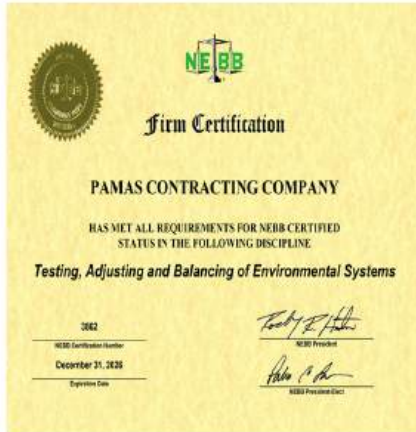 NEBB
Firm Certification
PAMAS CONTRACTING COMPANY
HAS MET ALL REQUIREMENTS FOR NEBB CERTIFIED
STATUS IN THE FOLLOWING DISCIPLINE
Testing, Adjusting and Balancing of Environmental Systems
3862
NEBB Certification Number
NEBB President
December 31, 2026
Expiration Date
NEBB President-Elect